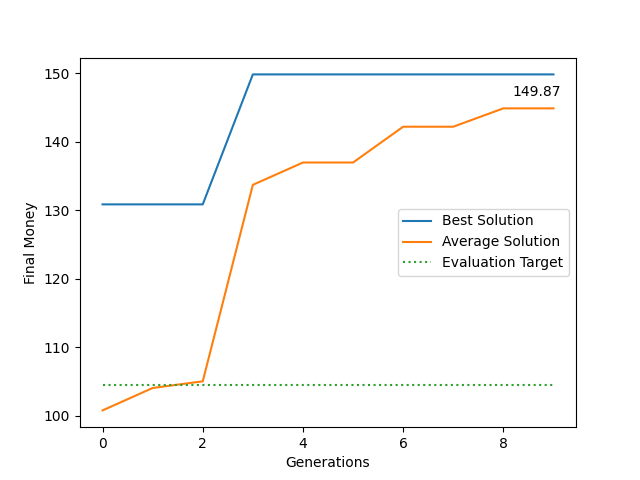 150
149.87
140
130
Best Solution
Average Solution
Evaluation Target
120
110
100
Final Money
0 2 4 6 8
Generations